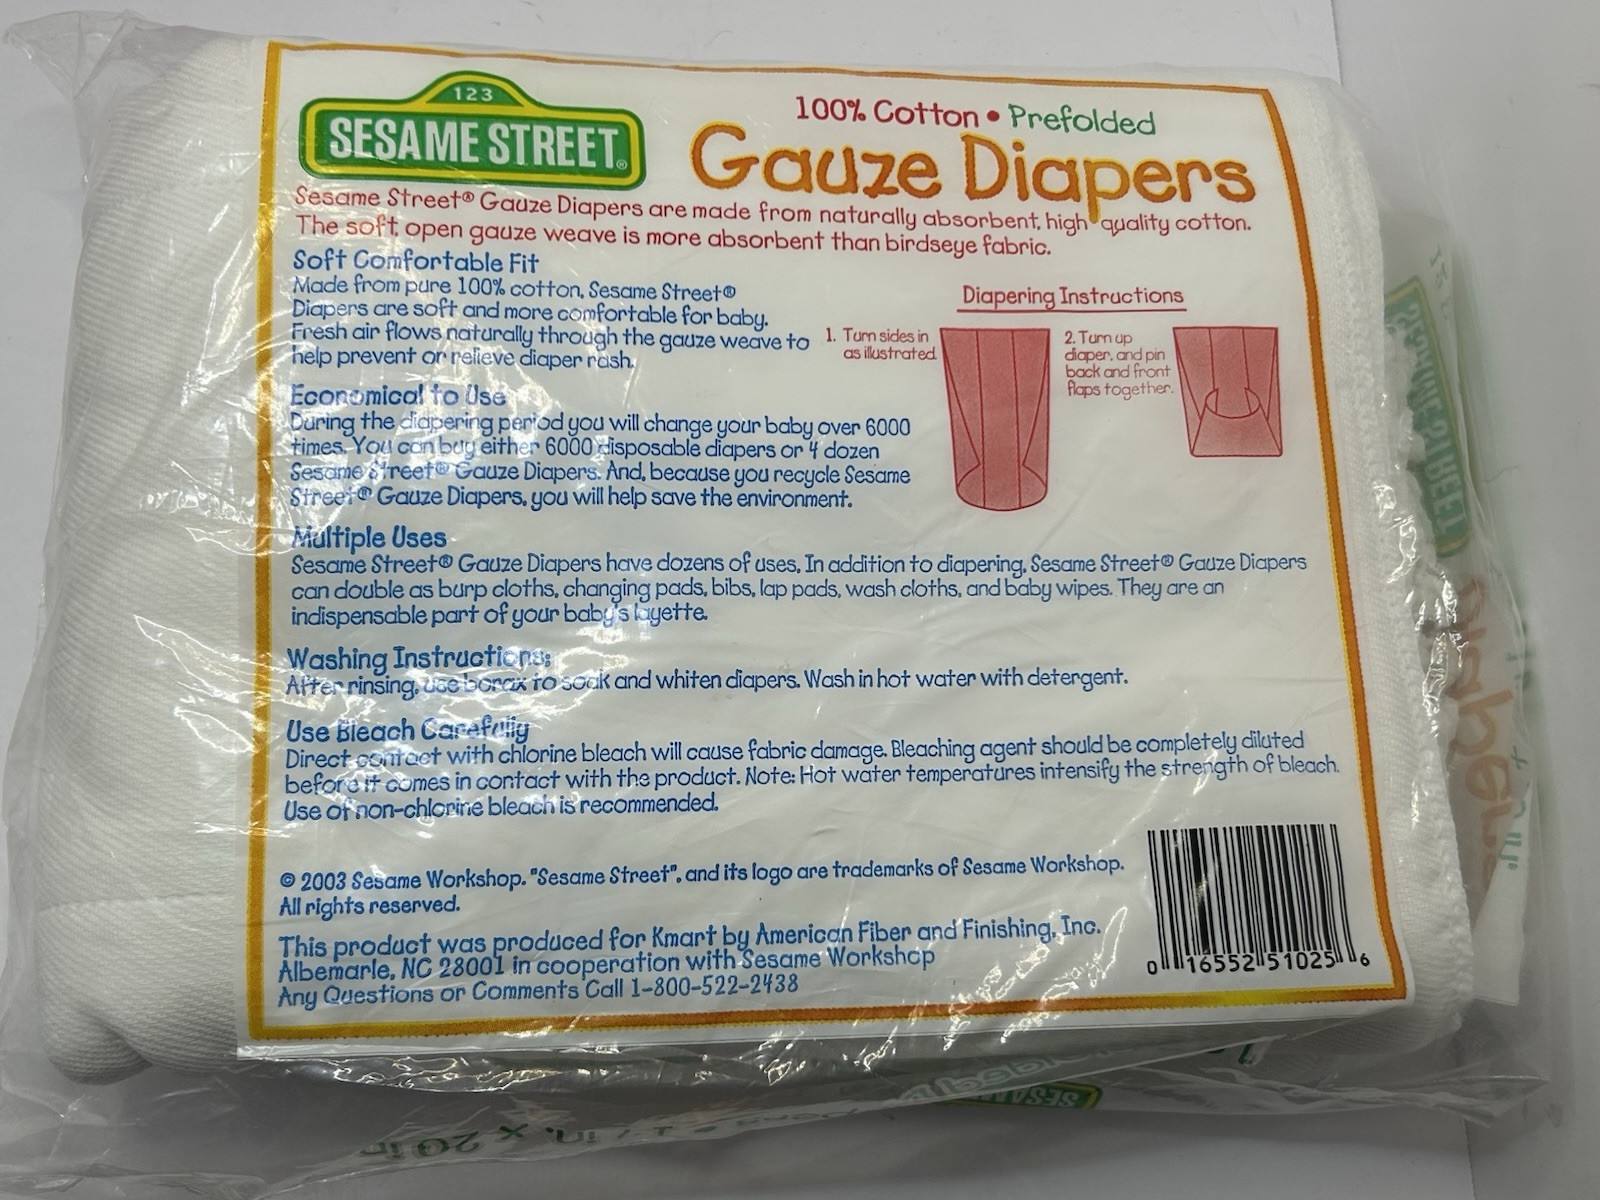 123
SESAME STREET®
100% Cotton • Prefolded
Gauze Diapers
Sesame Street® Gauze Diapers are made from naturally absorbent, high quality cotton.
The soft, open gauze weave is more absorbent than birdseye fabric.
Soft Comfortable Fit
Made from pure 100% cotton, Sesame Street®
Diapers are soft and more comfortable for baby.
Fresh air flows naturally through the gauze weave to
help prevent or relieve diaper rash.
Diapering Instructions
1. Turn sides in
as illustrated.
2. Turn up
diaper, and pin
back and front
flaps together.
Economical to Use
During the diapering period you will change your baby over 6000
times. You can buy either 6000 disposable diapers or 4 dozen
Sesame Street® Gauze Diapers. And, because you recycle Sesame
Street® Gauze Diapers, you will help save the environment.
Multiple Uses
Sesame Street® Gauze Diapers have dozens of uses. In addition to diapering, Sesame Street® Gauze Diapers
can double as burp cloths, changing pads, bibs, lap pads, wash cloths, and baby wipes. They are an
indispensable part of your baby's layette.
Washing Instructions:
After rinsing, use borax to soak and whiten diapers. Wash in hot water with detergent.
Use Bleach Carefully
Direct contact with chlorine bleach will cause fabric damage. Bleaching agent should be completely diluted
before it comes in contact with the product. Note: Hot water temperatures intensify the strength of bleach.
Use of non-chlorine bleach is recommended.
© 2003 Sesame Workshop. "Sesame Street", and its logo are trademarks of Sesame Workshop.
All rights reserved.
This product was produced for Kmart by American Fiber and Finishing, Inc.
Albemarle, NC 28001 in cooperation with Sesame Workshop
Any Questions or Comments Call 1-800-522-2438
0 16552 51025 6
SESAME STREET